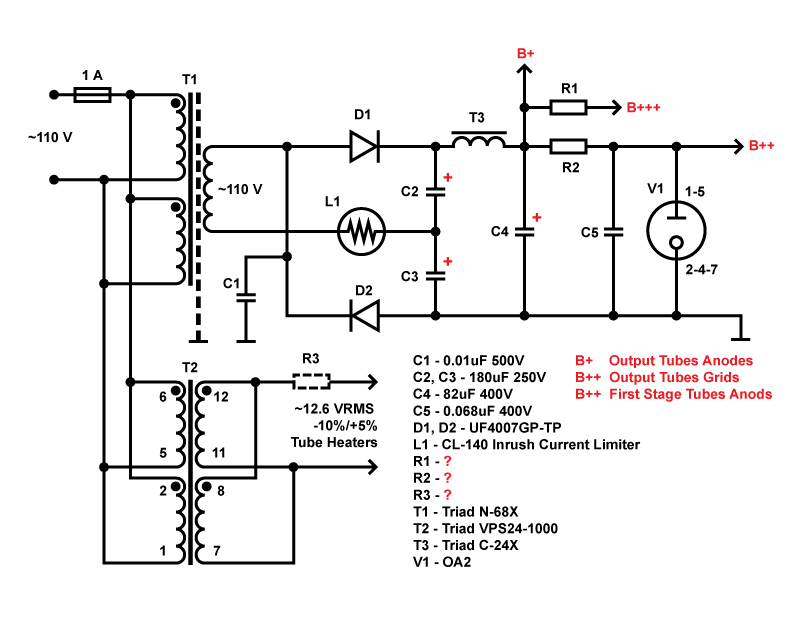 1 A
T1
~110 V
~110 V
D1
T3
B+
R1
B+++
R2
B++
C2
+
L1
C3
+
C4
+
C5
V1
1-5
2-4-7
C1
D2
T2
6
12
5
11
2
8
1
7
R3
~12.6 VRMS
-10%/+5%
Tube Heaters
C1 - 0.01uF 500V
C2, C3 - 180uF 250V
C4 - 82uF 400V
C5 - 0.068uF 400V
D1, D2 - UF4007GP-TP
L1 - CL-140 Inrush Current Limiter
R1 - ?
R2 - ?
R3 - ?
T1 - Triad N-68X
T2 - Triad VPS24-1000
T3 - Triad C-24X
V1 - OA2
B+ Output Tubes Anodes
B++ Output Tubes Grids
B++ First Stage Tubes Anods